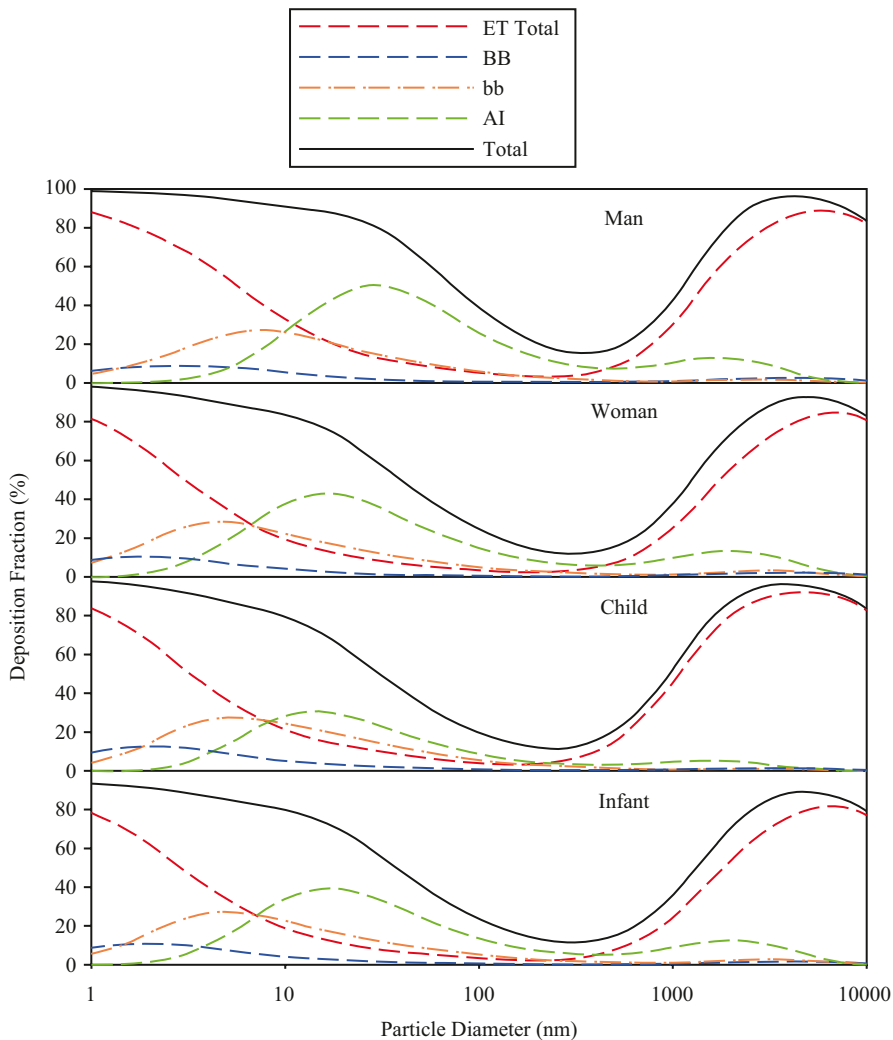 ET Total
BB
bb
AI
Total
100
80
60
40
20
0
Man
80
60
40
20
0
Woman
80
60
40
20
0
Child
80
60
40
20
0
Infant
1
10
100
1000
10000
Deposition Fraction (%)
Particle Diameter (nm)